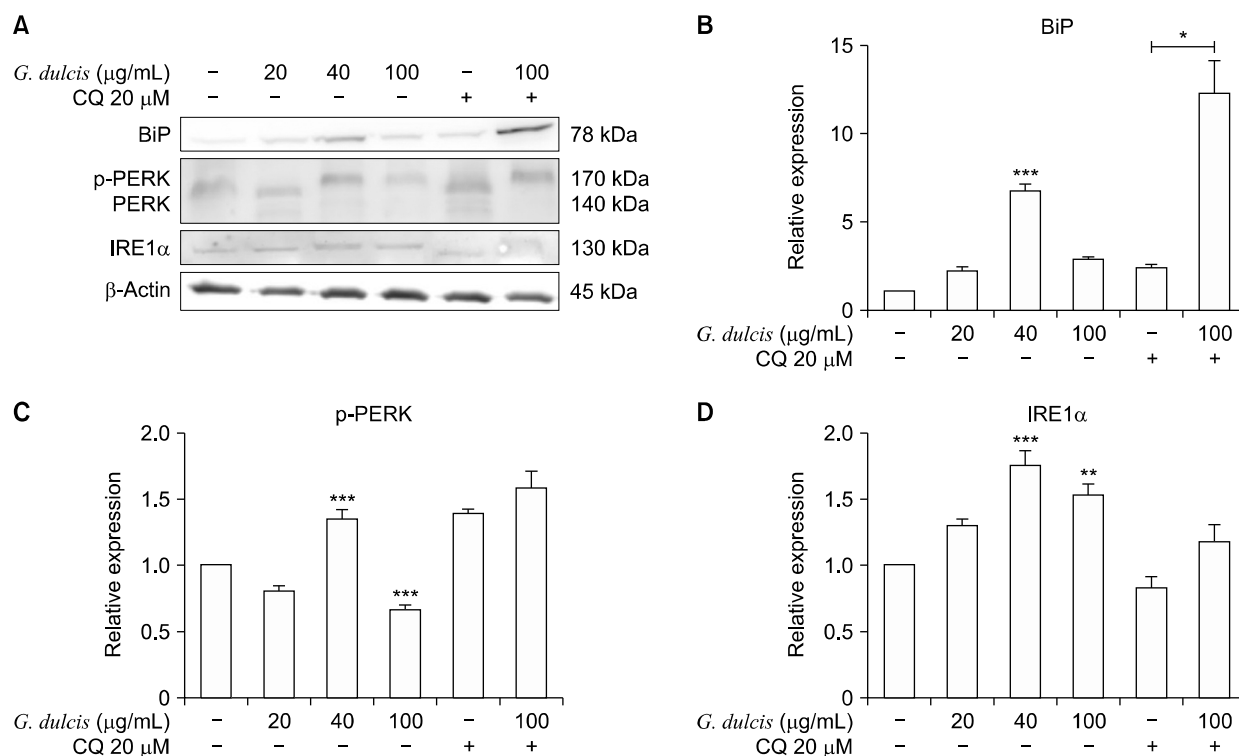 A
G. dulcis (μg/mL) – 20 40 100 – 100
CQ 20 μM – – – – + +
BiP 78 kDa
p-PERK 170 kDa
PERK 140 kDa
IRE1α 130 kDa
β-Actin 45 kDa
B
BiP
Relative expression
15
10
5
0
***
*
G. dulcis (μg/mL) – 20 40 100 – 100
CQ 20 μM – – – – + +
C
p-PERK
Relative expression
2.0
1.5
1.0
0.5
0
***
***
G. dulcis (μg/mL) – 20 40 100 – 100
CQ 20 μM – – – – + +
D
IRE1α
Relative expression
2.0
1.5
1.0
0.5
0
***
**
G. dulcis (μg/mL) – 20 40 100 – 100
CQ 20 μM – – – – + +